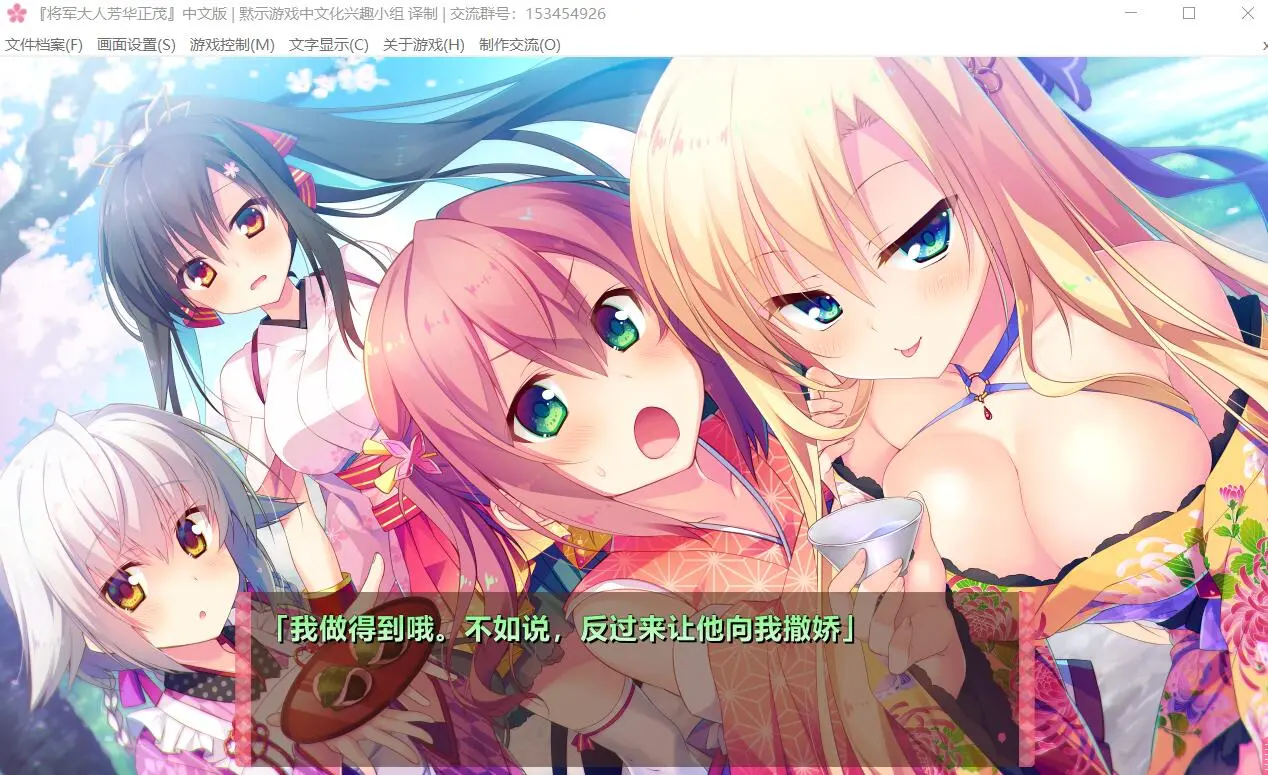 『将军大人芳华正茂』中文版 | 黙示游戏中文化兴趣小组 译制 | 交流群号：153454926
文件档案(F) 画面设置(S) 游戏控制(M) 文字显示(C) 关于游戏(H) 制作交流(O)
「我做得到哦。不如说，反过来让他向我撒娇」